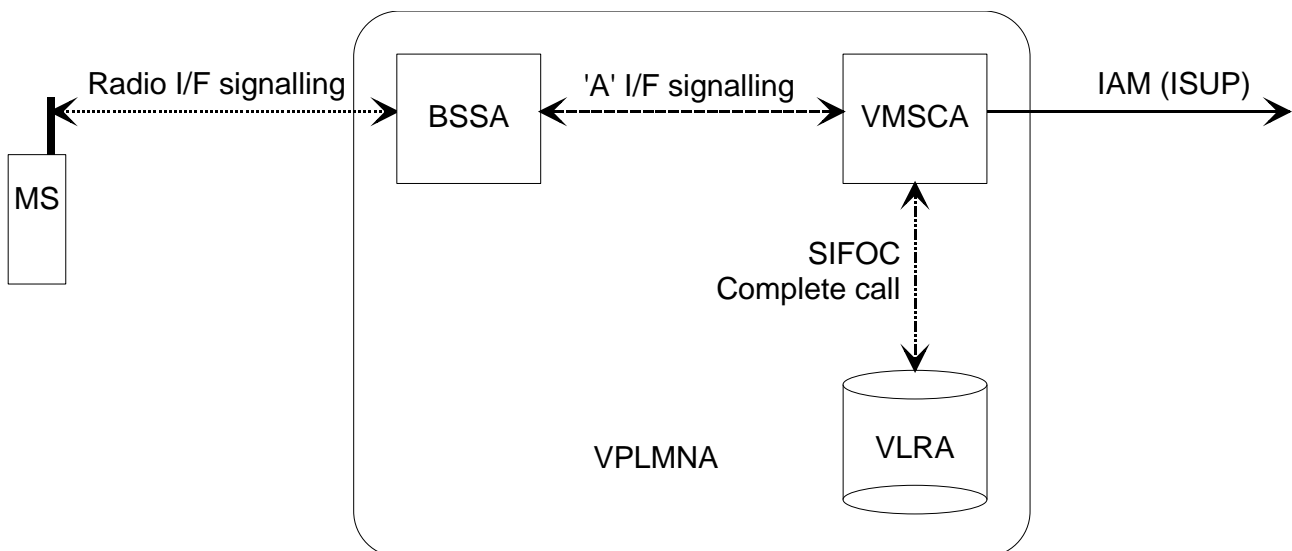 Radio I/F signalling
'A' I/F signalling
IAM (ISUP)
BSSA
VMSCA
MS
SIFOC
Complete call
VPLMNA
VLRA